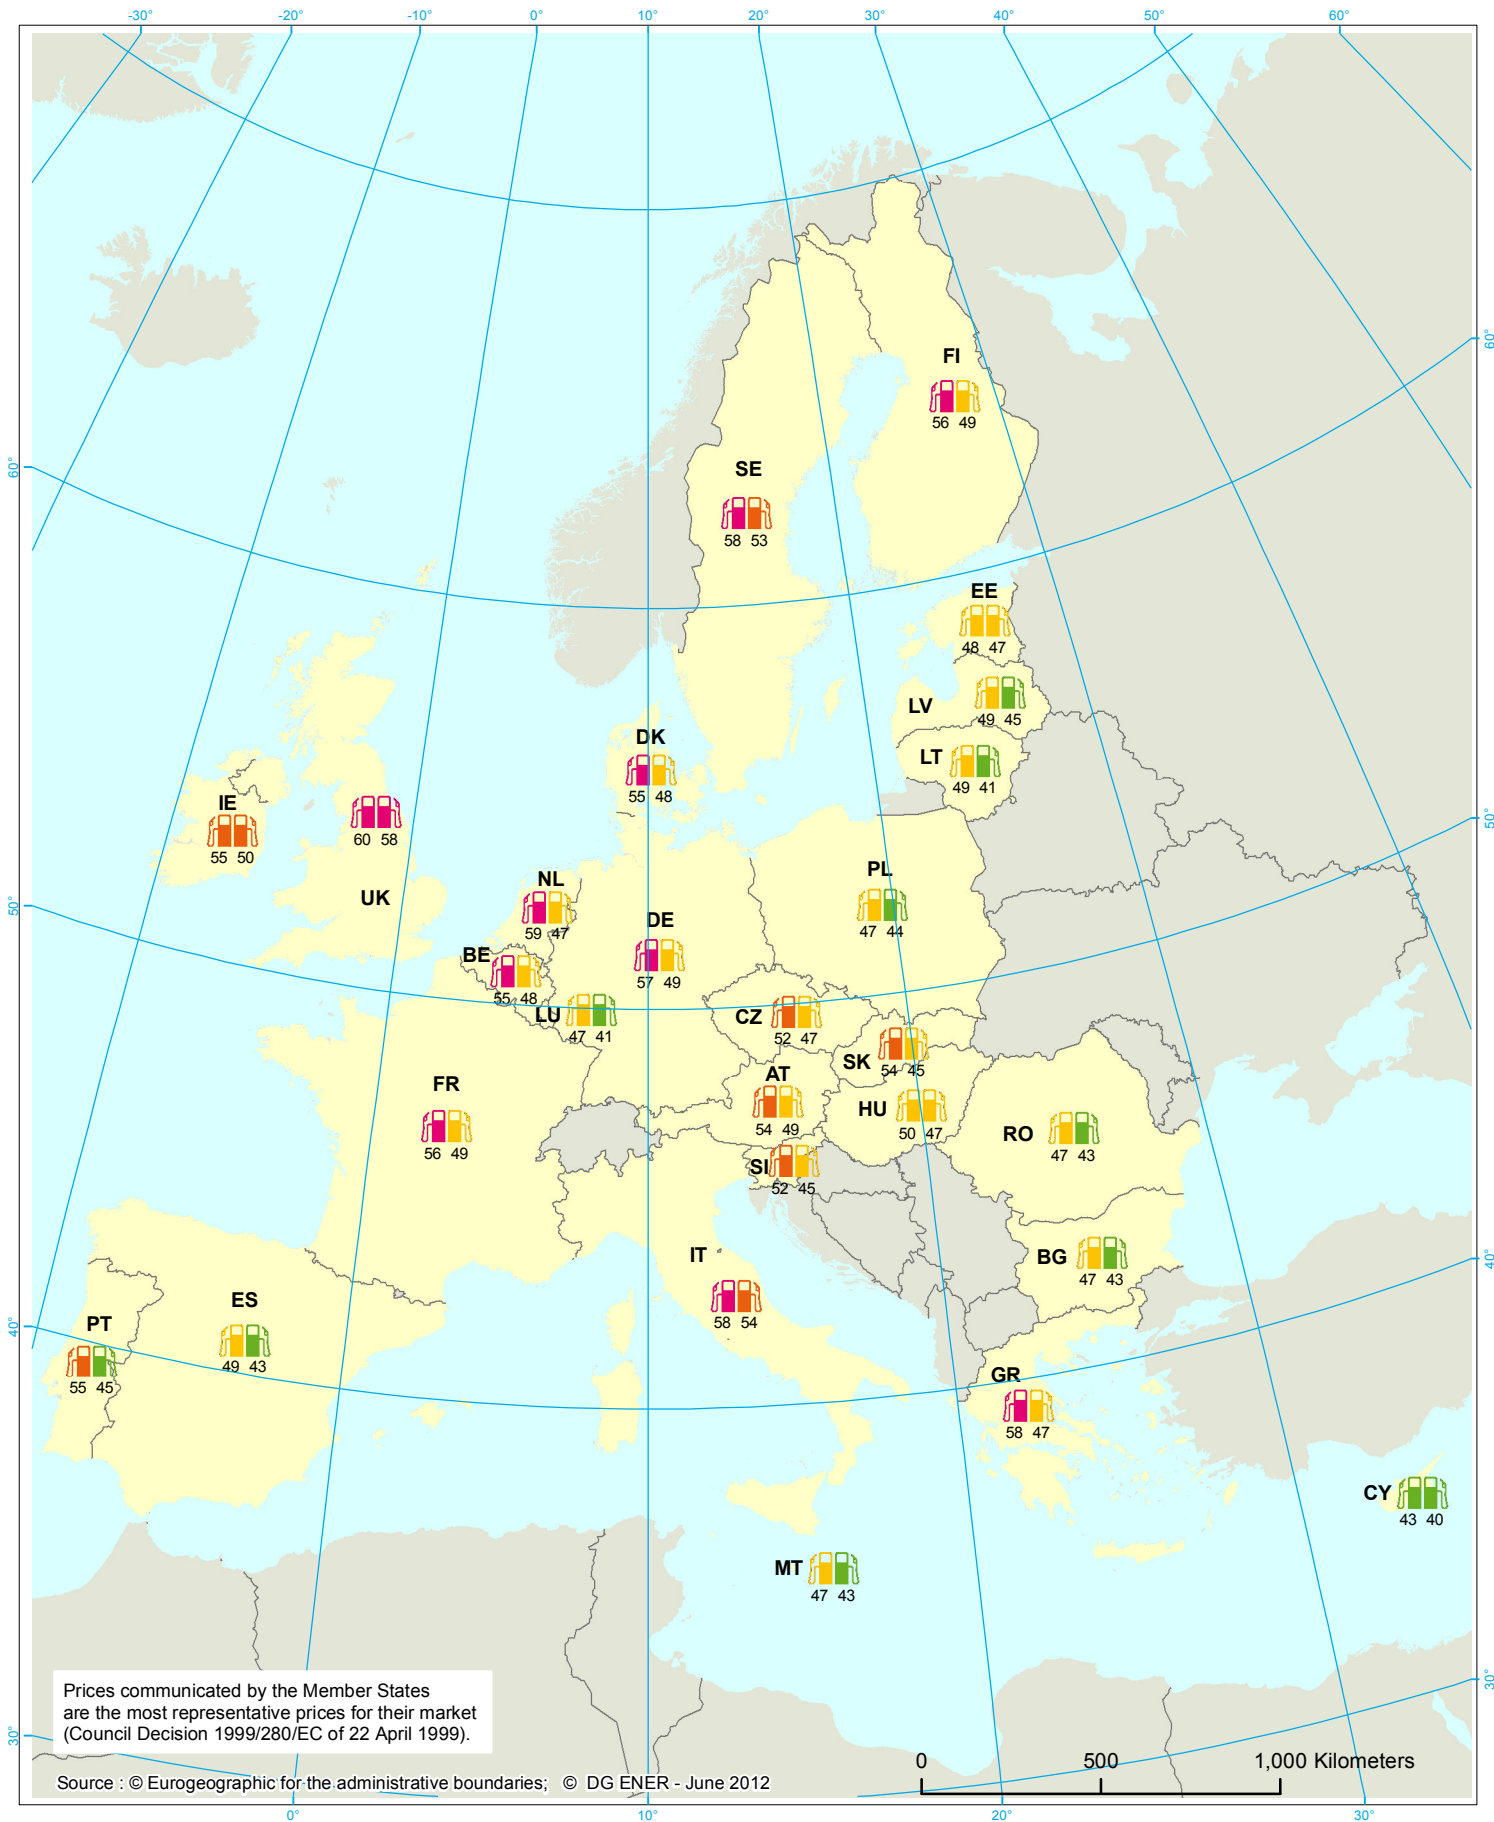 -30° -20° -10° 0° 10° 20° 30° 40° 50° 60°
60°
FI
56 49
SE
58 53
60°
EE
48 47
LV
49 45
LT
49 41
DK
55 48
IE
55 50
60 58
UK
50°
NL
59 47
PL
47 44
50°
DE
57 49
BE
55 48
LU
47 41
CZ
52 47
SK
54 45
AT
54 49
HU
50 47
FR
56 49
RO
47 43
SI
52 45
IT
58 54
BG
47 43
40°
ES
49 43
PT
55 45
40°
GR
58 47
CY
43 40
MT
47 43
30°
30°
Prices communicated by the Member States
are the most representative prices for their market
(Council Decision 1999/280/EC of 22 April 1999).
0 500 1,000 Kilometers
Source : © Eurogeographic for the administrative boundaries; © DG ENER - June 2012
0° 10° 20° 30°